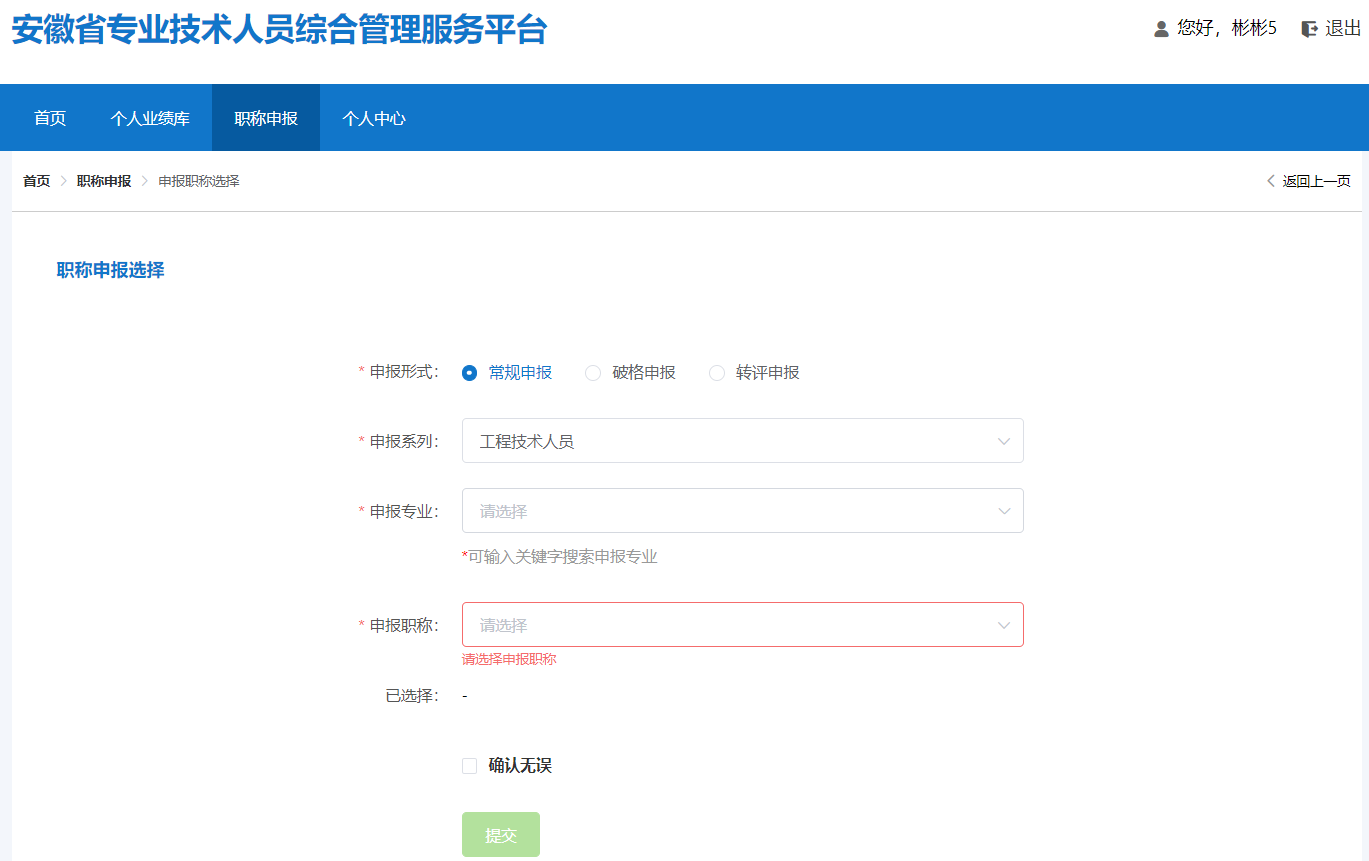 安徽省专业技术人员综合管理服务平台
您好，彬彬5 退出
首页 个人业绩库 职称申报 个人中心
首页 > 职称申报 > 申报职称选择 < 返回上一页
职称申报选择
* 申报形式： 常规申报 破格申报 转评申报
* 申报系列： 工程技术人员
* 申报专业： 请选择
*可输入关键字搜索申报专业
* 申报职称： 请选择
请选择申报职称
已选择： -
确认无误
提交